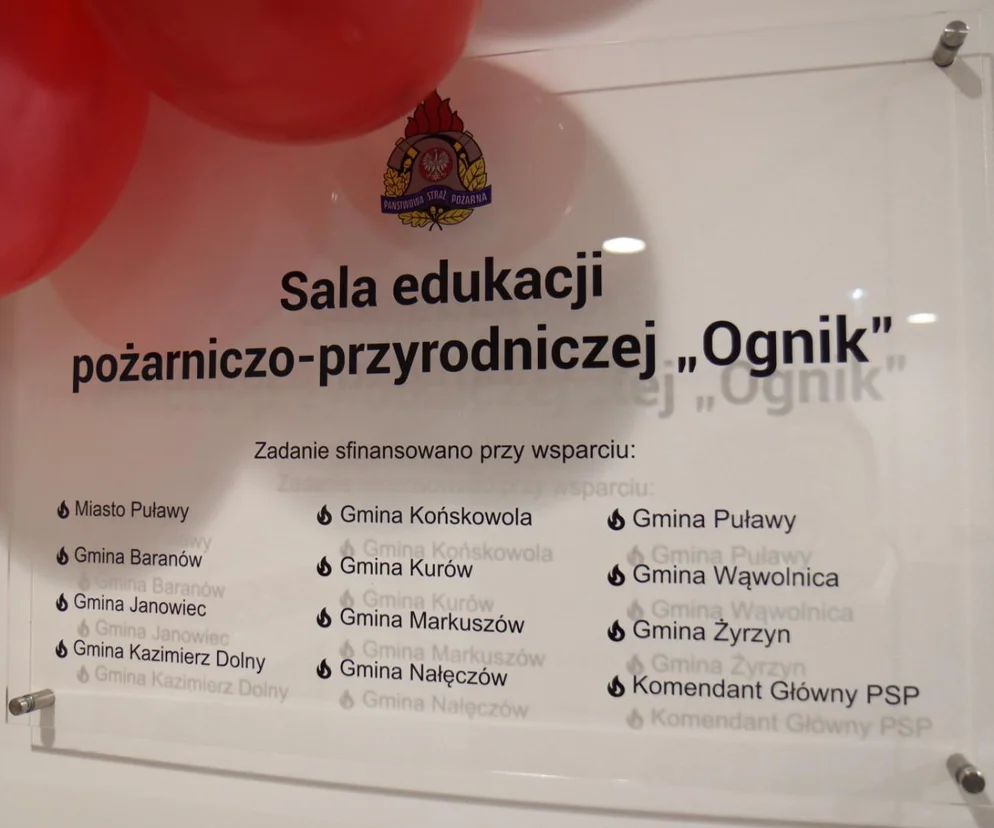 PAŃSTWOWA STRAŻ POŻARNA
Sala edukacji
pożarniczo-przyrodniczej „Ognik”
Zadanie sfinansowano przy wsparciu:
Miasto Puławy
Gmina Baranów
Gmina Janowiec
Gmina Kazimierz Dolny
Gmina Końskowola
Gmina Kurów
Gmina Markuszów
Gmina Nałęczów
Gmina Puławy
Gmina Wąwolnica
Gmina Żyrzyn
Komendant Główny PSP